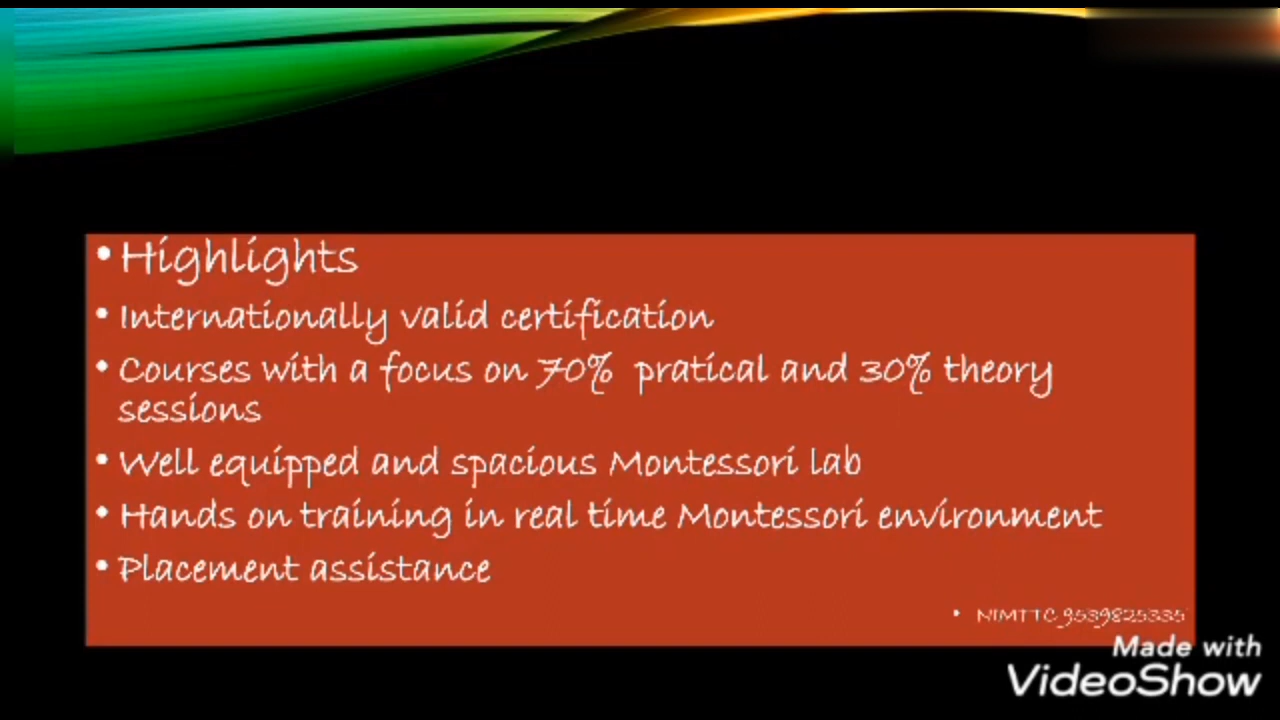 • Highlights
• Internationally valid certification
• Courses with a focus on 70% pratical and 30% theory
sessions
• Well equipped and spacious Montessori lab
• Hands on training in real time Montessori environment
• Placement assistance
• NIMTTC 9539825335
Made with
VideoShow